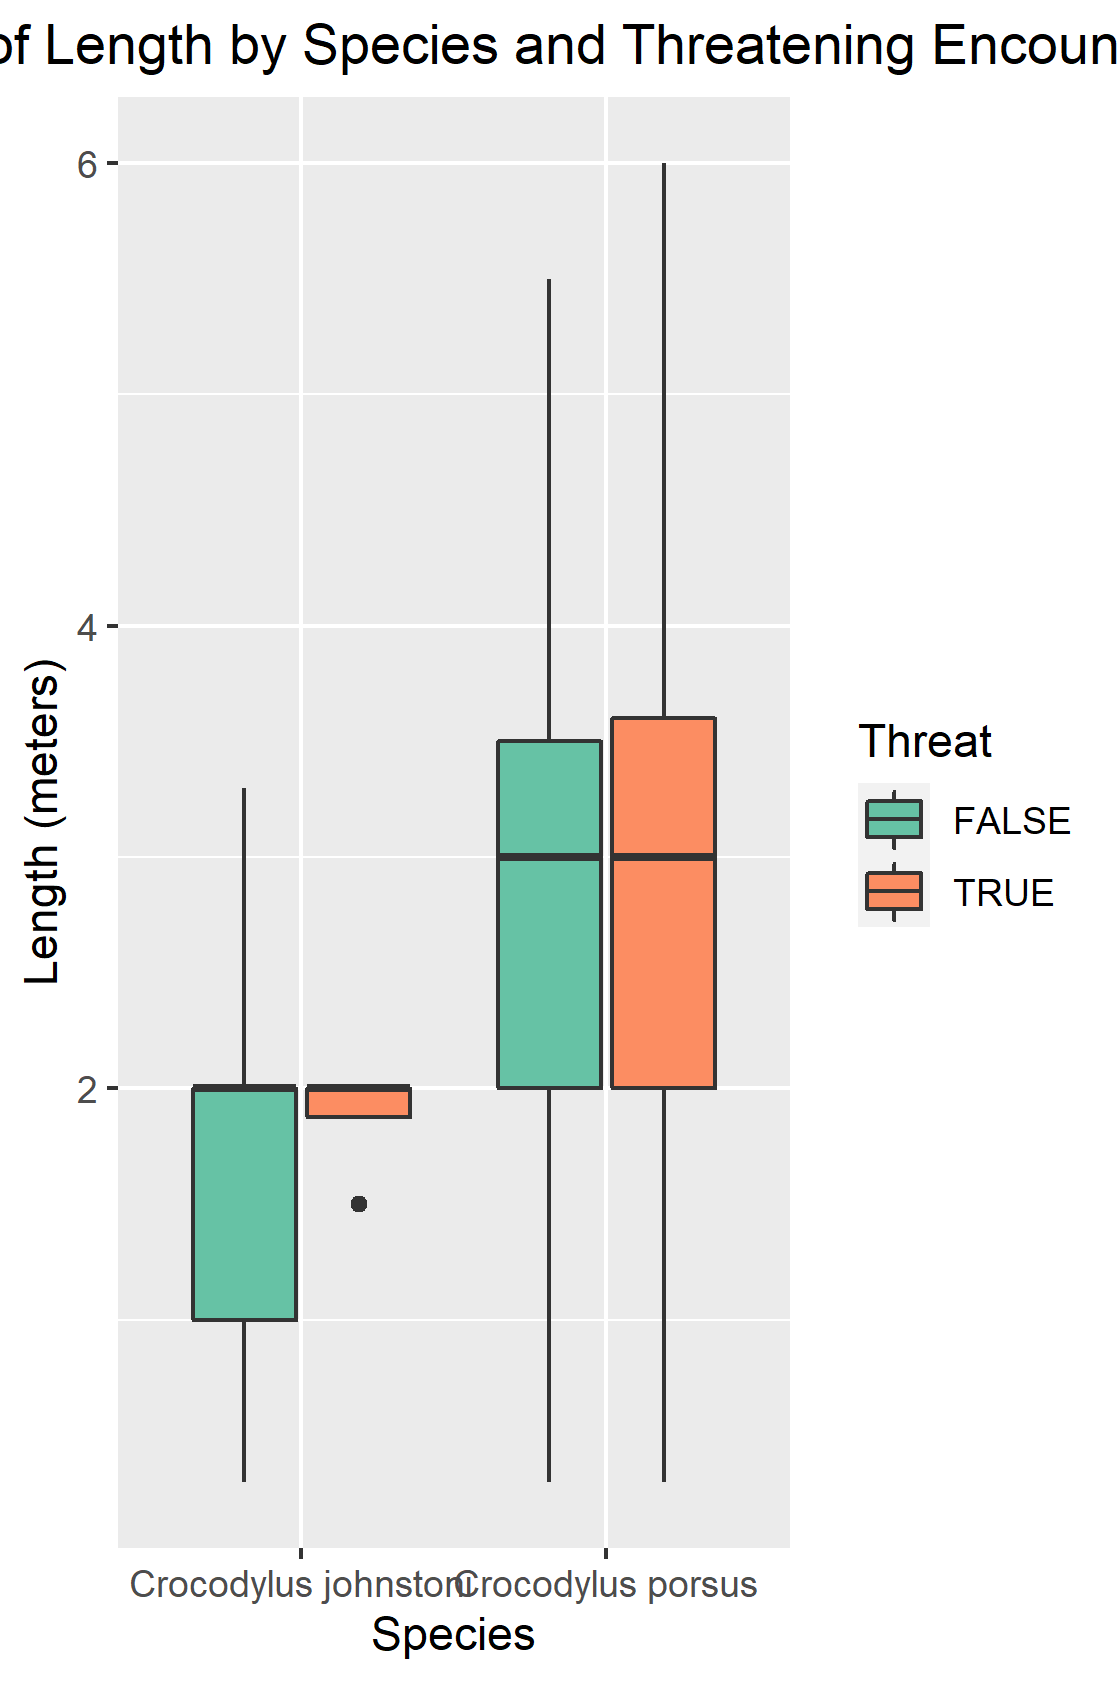 of Length by Species and Threatening Encoun
6
4
2
Length (meters)
Crocodylus johnstoni
Crocodylus porsus
Species
Threat
FALSE
TRUE